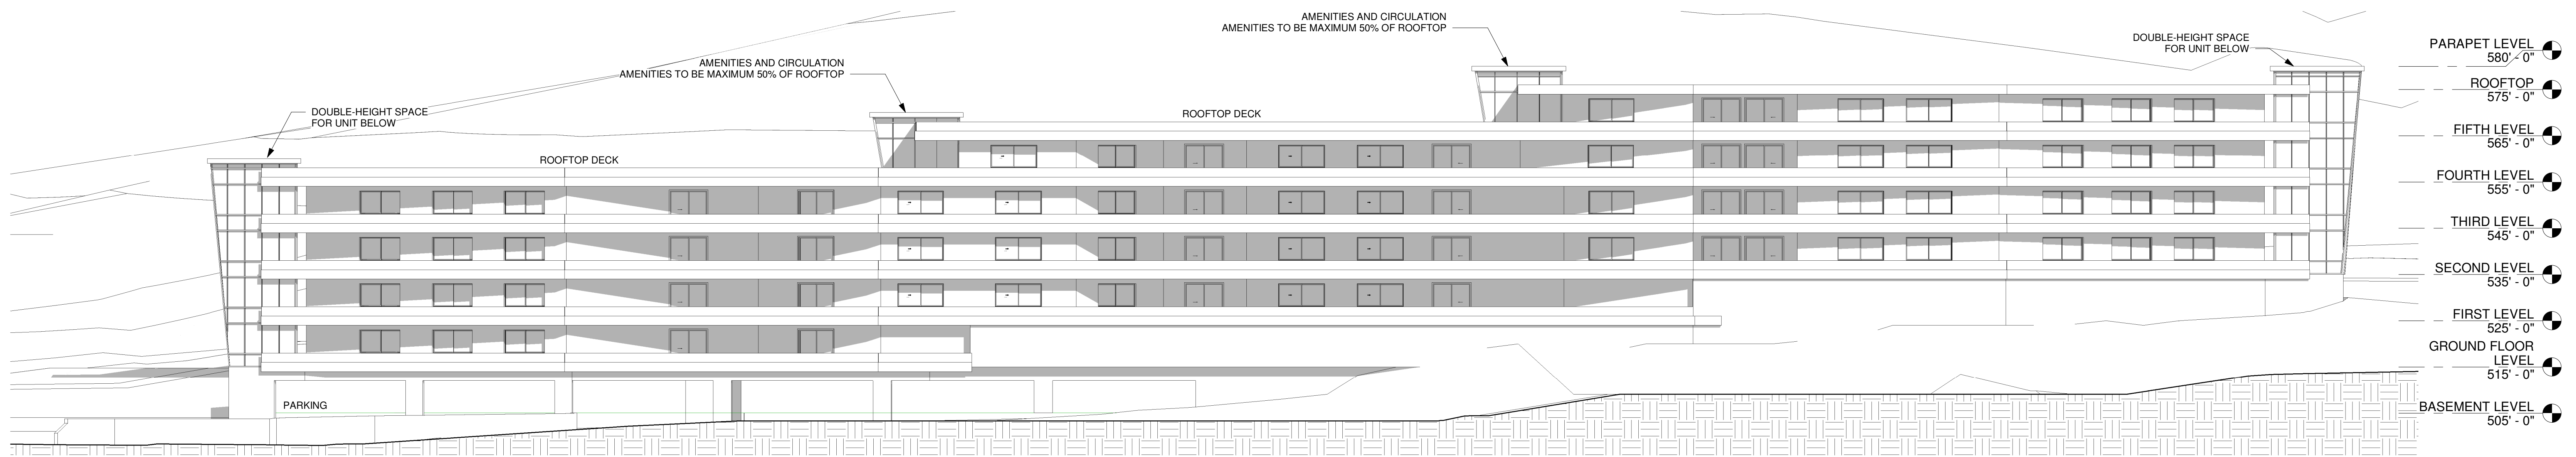 AMENITIES AND CIRCULATION
AMENITIES TO BE MAXIMUM 50% OF ROOFTOP
DOUBLE-HEIGHT SPACE
FOR UNIT BELOW
PARAPET LEVEL
580' - 0"
AMENITIES AND CIRCULATION
AMENITIES TO BE MAXIMUM 50% OF ROOFTOP
ROOFTOP
575' - 0"
DOUBLE-HEIGHT SPACE
FOR UNIT BELOW
ROOFTOP DECK
FIFTH LEVEL
565' - 0"
ROOFTOP DECK
FOURTH LEVEL
555' - 0"
THIRD LEVEL
545' - 0"
SECOND LEVEL
535' - 0"
FIRST LEVEL
525' - 0"
GROUND FLOOR
LEVEL
515' - 0"
PARKING
BASEMENT LEVEL
505' - 0"